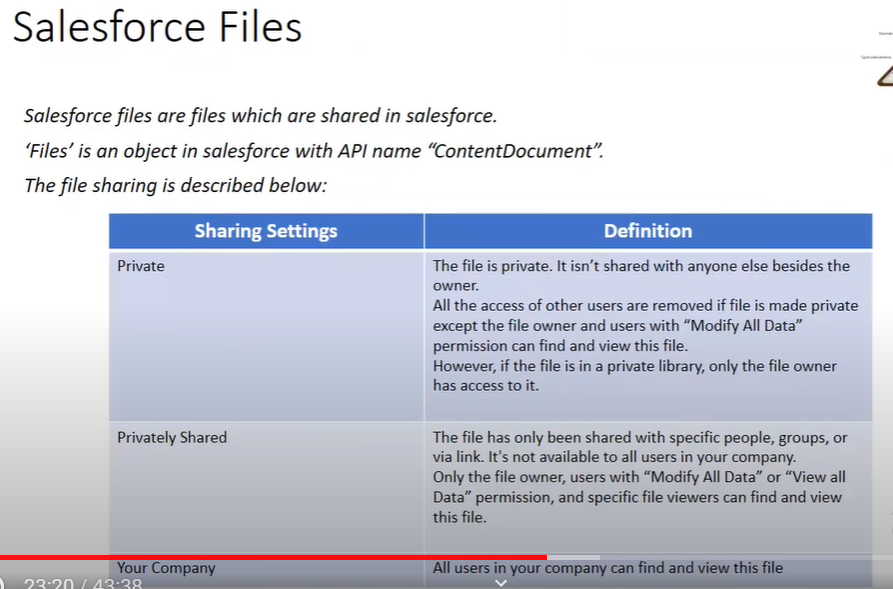 Salesforce Files
Salesforce files are files which are shared in salesforce.
‘Files’ is an object in salesforce with API name “ContentDocument”.
The file sharing is described below:
Sharing Settings
Definition
Private
The file is private. It isn’t shared with anyone else besides the
owner.
All the access of other users are removed if file is made private
except the file owner and users with “Modify All Data”
permission can find and view this file.
However, if the file is in a private library, only the file owner
has access to it.
Privately Shared
The file has only been shared with specific people, groups, or
via link. It's not available to all users in your company.
Only the file owner, users with “Modify All Data” or “View all
Data” permission, and specific file viewers can find and view
this file.
Your Company
All users in your company can find and view this file
23:20 / 43:38